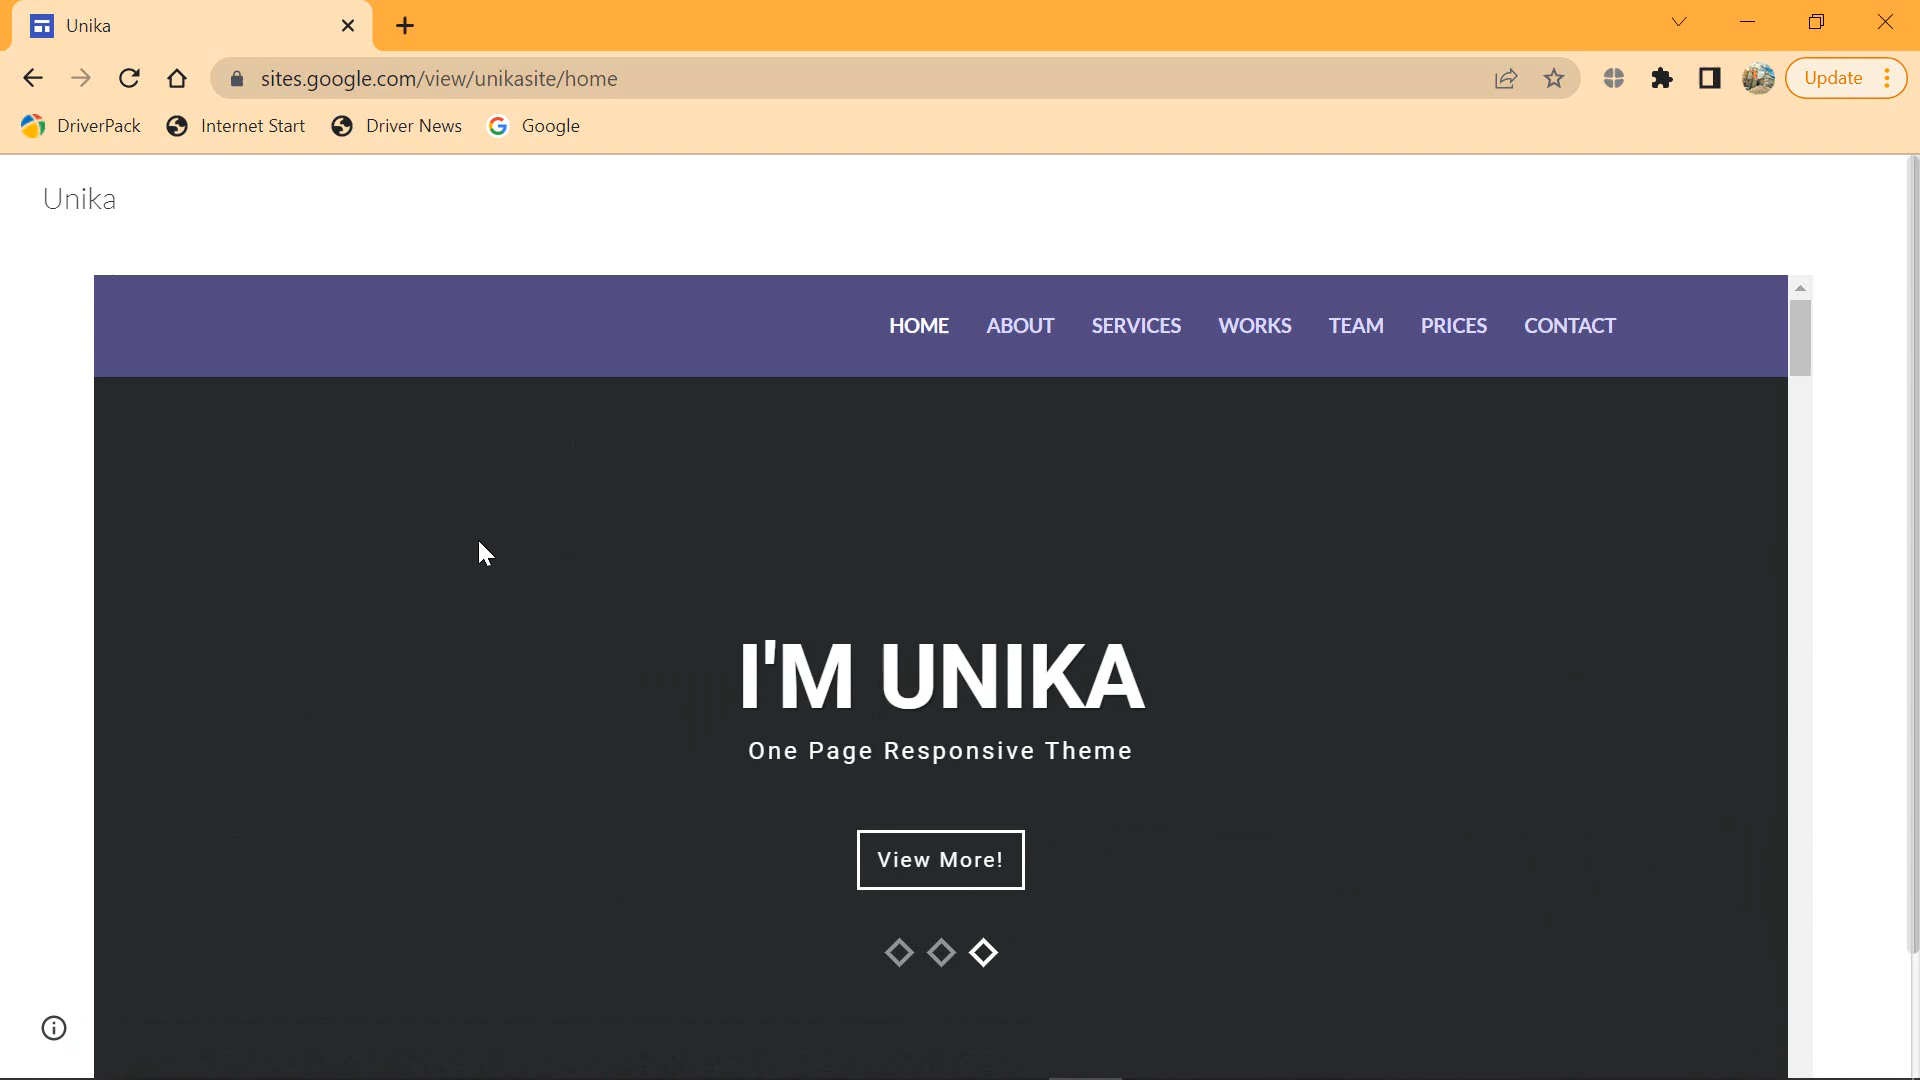 Unika
sites.google.com/view/unikasite/home
Update
DriverPack Internet Start Driver News Google
Unika
HOME ABOUT SERVICES WORKS TEAM PRICES CONTACT
I'M UNIKA
One Page Responsive Theme
View More!